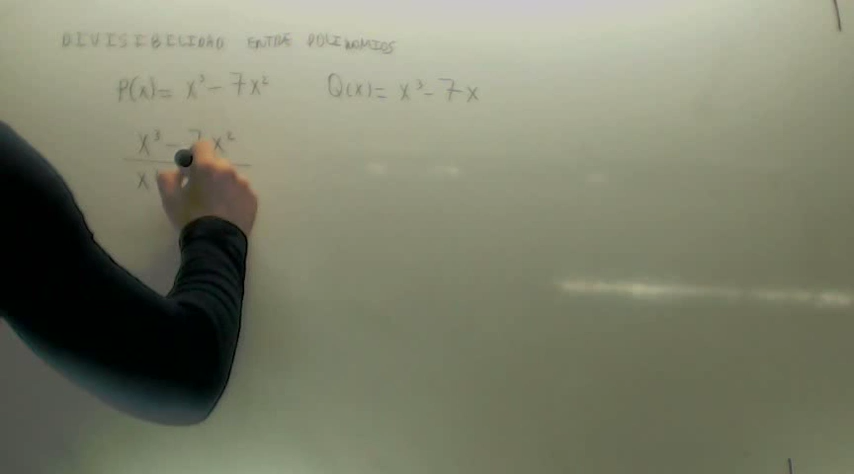 DIVISIBILIDAD ENTRE POLINOMIOS
P(x)= x³- 7x² Q(x)= x³- 7x
x³ - 7x²
x